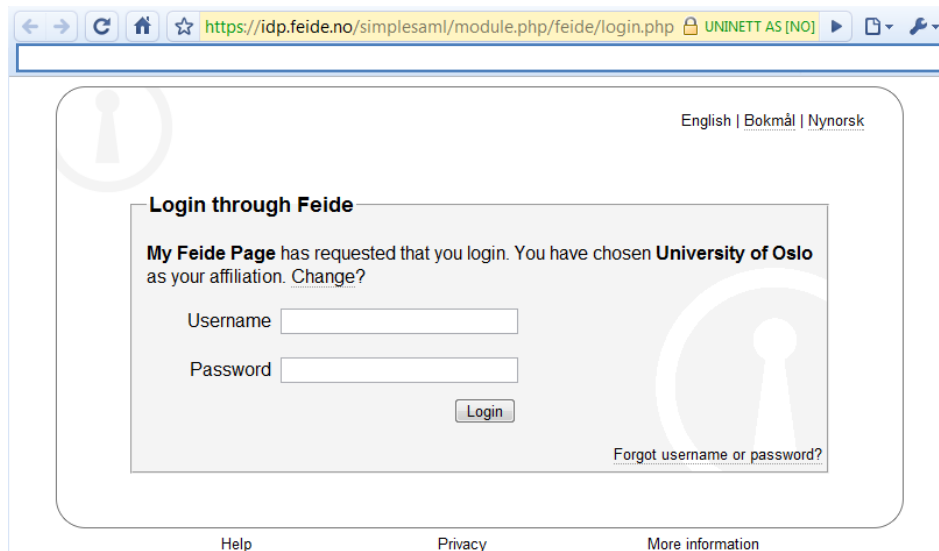 https://idp.feide.no/simplesaml/module.php/feide/login.php UNINETT AS [NO]
English | Bokmål | Nynorsk
Login through Feide
My Feide Page has requested that you login. You have chosen University of Oslo
as your affiliation. Change?
Username
Password
Login
Forgot username or password?
Help Privacy More information